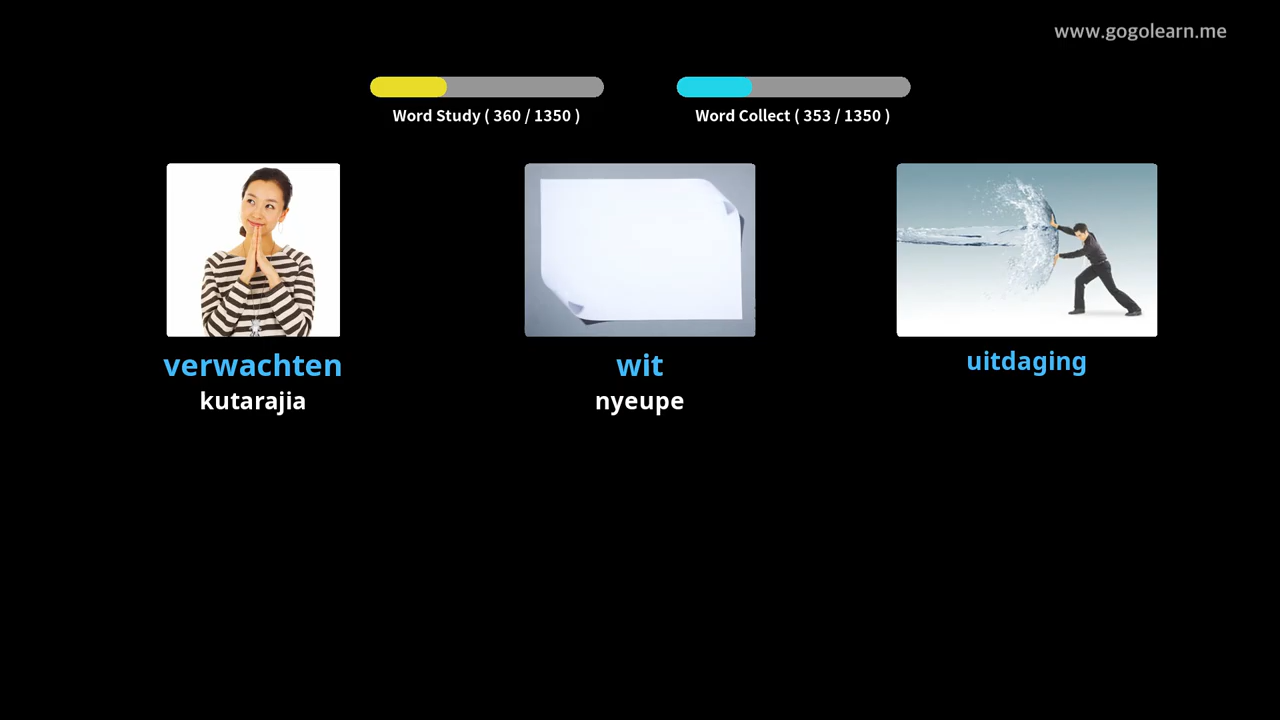 www.gogolearn.me
Word Study ( 360 / 1350 )
Word Collect ( 353 / 1350 )
verwachten
kutarajia
wit
nyeupe
uitdaging